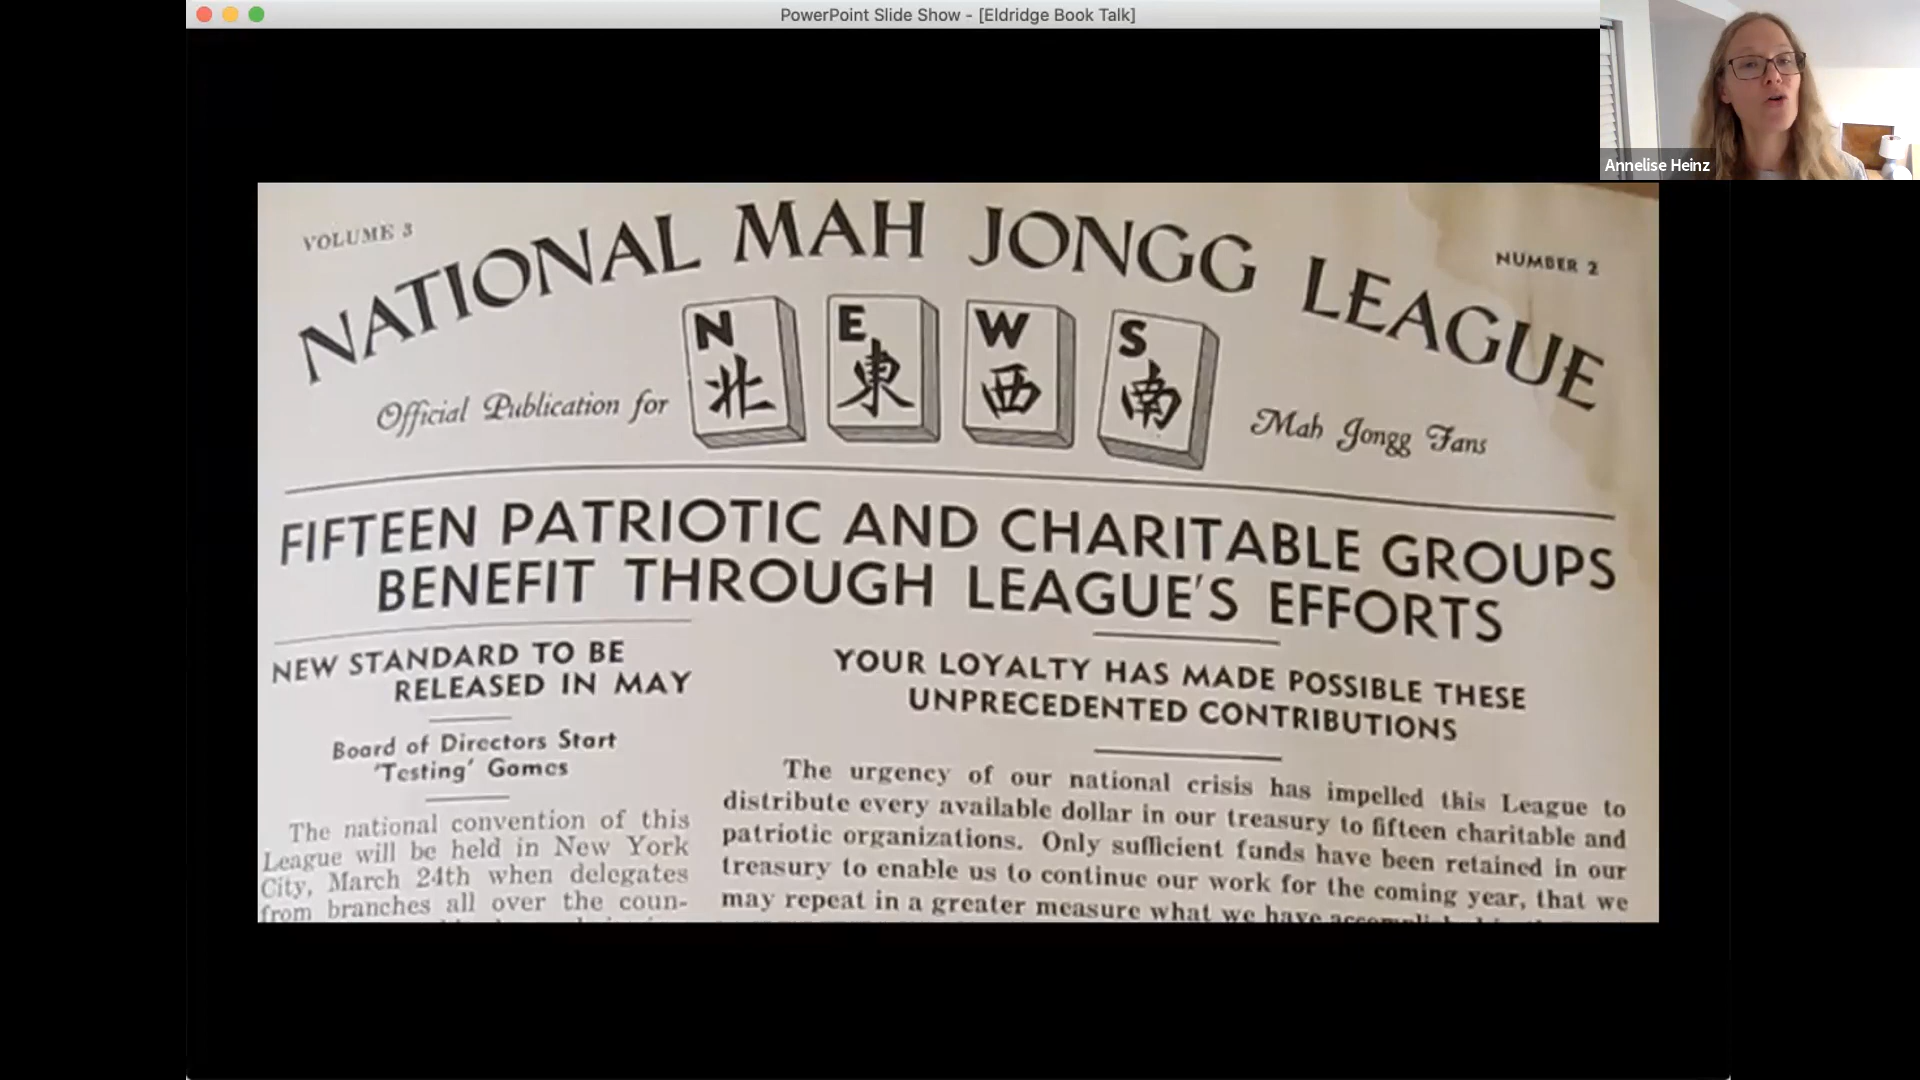 PowerPoint Slide Show - [Eldridge Book Talk]
Annelise Heinz
VOLUME 3
NATIONAL MAH JONGG LEAGUE
NUMBER 2
N E W S
北 東 西 南
Official Publication for
Mah Jongg Fans
FIFTEEN PATRIOTIC AND CHARITABLE GROUPS
BENEFIT THROUGH LEAGUE'S EFFORTS
NEW STANDARD TO BE
RELEASED IN MAY
Board of Directors Start
'Testing' Games
The national convention of this
League will be held in New York
City, March 24th when delegates
from branches all over the coun-
YOUR LOYALTY HAS MADE POSSIBLE THESE
UNPRECEDENTED CONTRIBUTIONS
The urgency of our national crisis has impelled this League to
distribute every available dollar in our treasury to fifteen charitable and
patriotic organizations. Only sufficient funds have been retained in our
treasury to enable us to continue our work for the coming year, that we
may repeat in a greater measure what we have